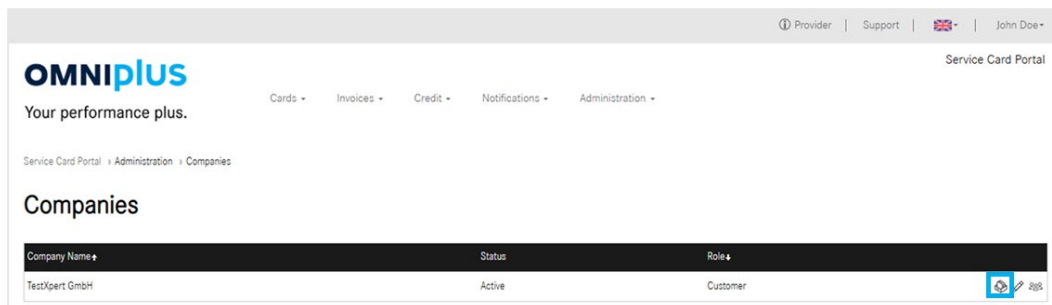 Provider | Support | John Doe
Service Card Portal
OMNIplus
Your performance plus.
Cards Invoices Credit Notifications Administration
Service Card Portal › Administration › Companies
Companies
Company Name Status Role
TestXpert GmbH Active Customer